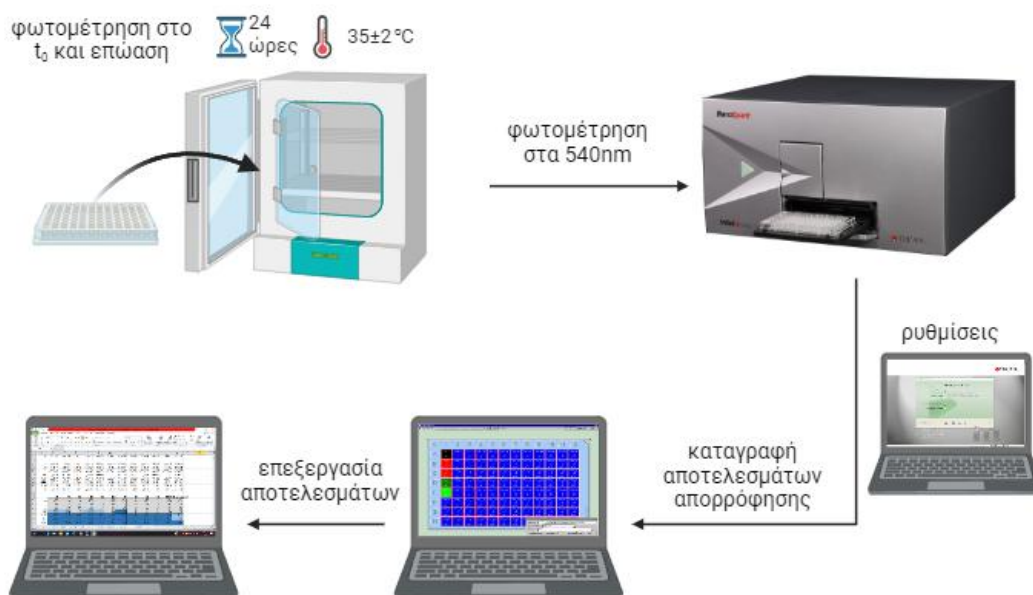 φωτομέτρηση στο
t₀ και επώαση
24
ώρες
35±2 °C
φωτομέτρηση
στα 540nm
ρυθμίσεις
καταγραφή
αποτελεσμάτων
απορρόφησης
επεξεργασία
αποτελεσμάτων